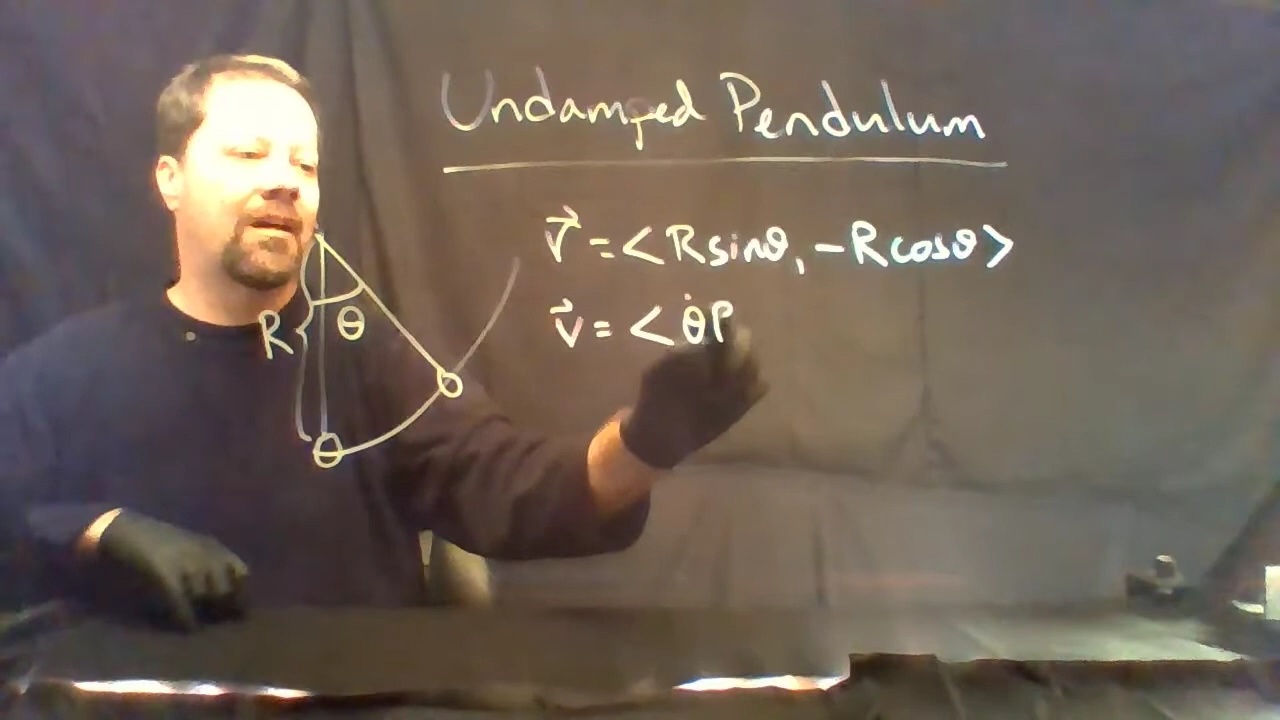 Undamped Pendulum
r⃗ = <Rsinθ, -Rcosθ>
v⃗ = < θ̇
R
θ